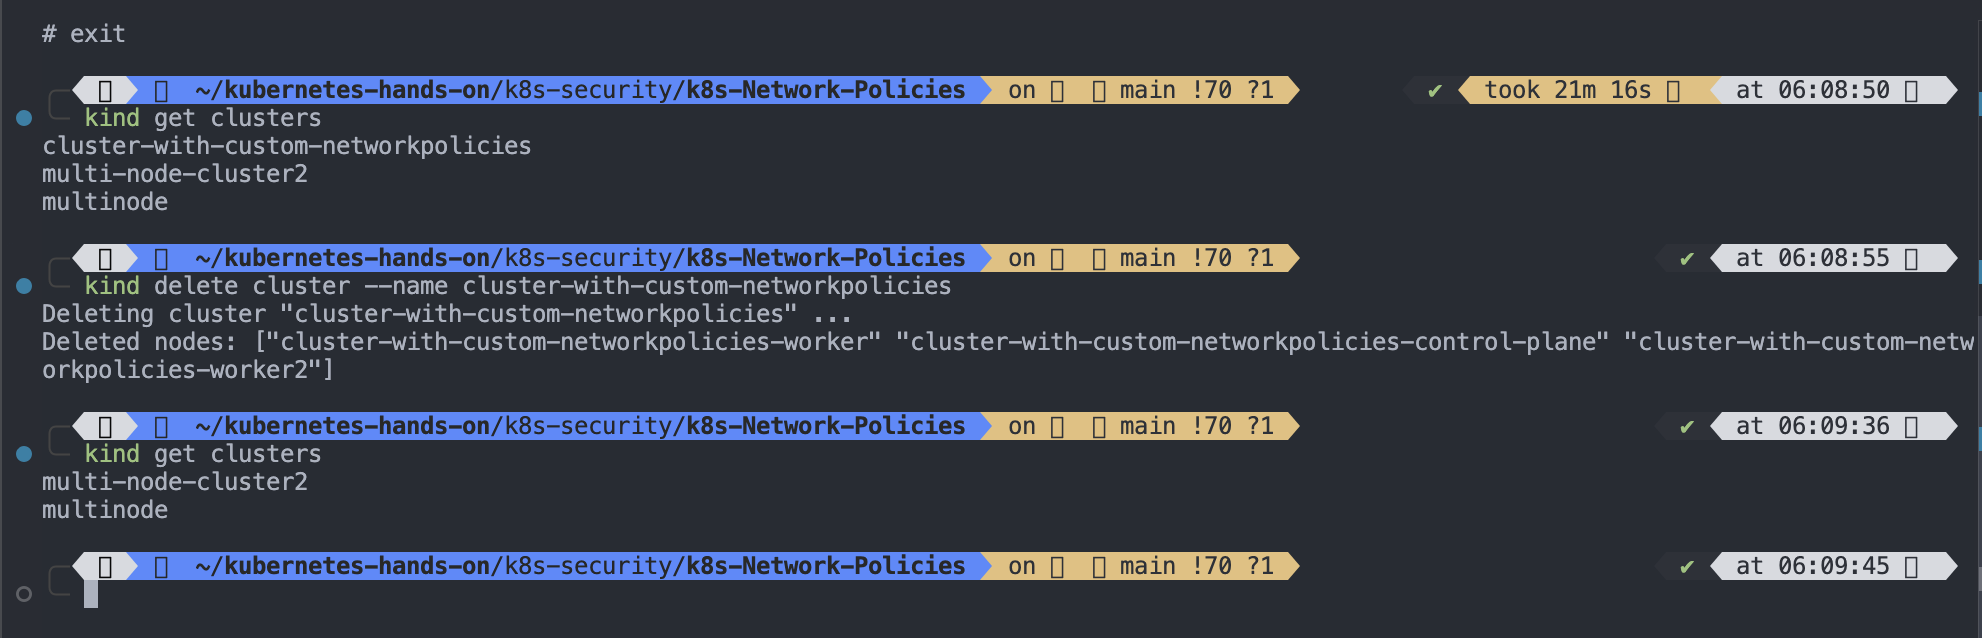 # exit
~/kubernetes-hands-on/k8s-security/k8s-Network-Policies on main !70 ?1 ✔ took 21m 16s at 06:08:50
kind get clusters
cluster-with-custom-networkpolicies
multi-node-cluster2
multinode
~/kubernetes-hands-on/k8s-security/k8s-Network-Policies on main !70 ?1 ✔ at 06:08:55
kind delete cluster --name cluster-with-custom-networkpolicies
Deleting cluster "cluster-with-custom-networkpolicies" ...
Deleted nodes: ["cluster-with-custom-networkpolicies-worker" "cluster-with-custom-networkpolicies-control-plane" "cluster-with-custom-netw
orkpolicies-worker2"]
~/kubernetes-hands-on/k8s-security/k8s-Network-Policies on main !70 ?1 ✔ at 06:09:36
kind get clusters
multi-node-cluster2
multinode
~/kubernetes-hands-on/k8s-security/k8s-Network-Policies on main !70 ?1 ✔ at 06:09:45